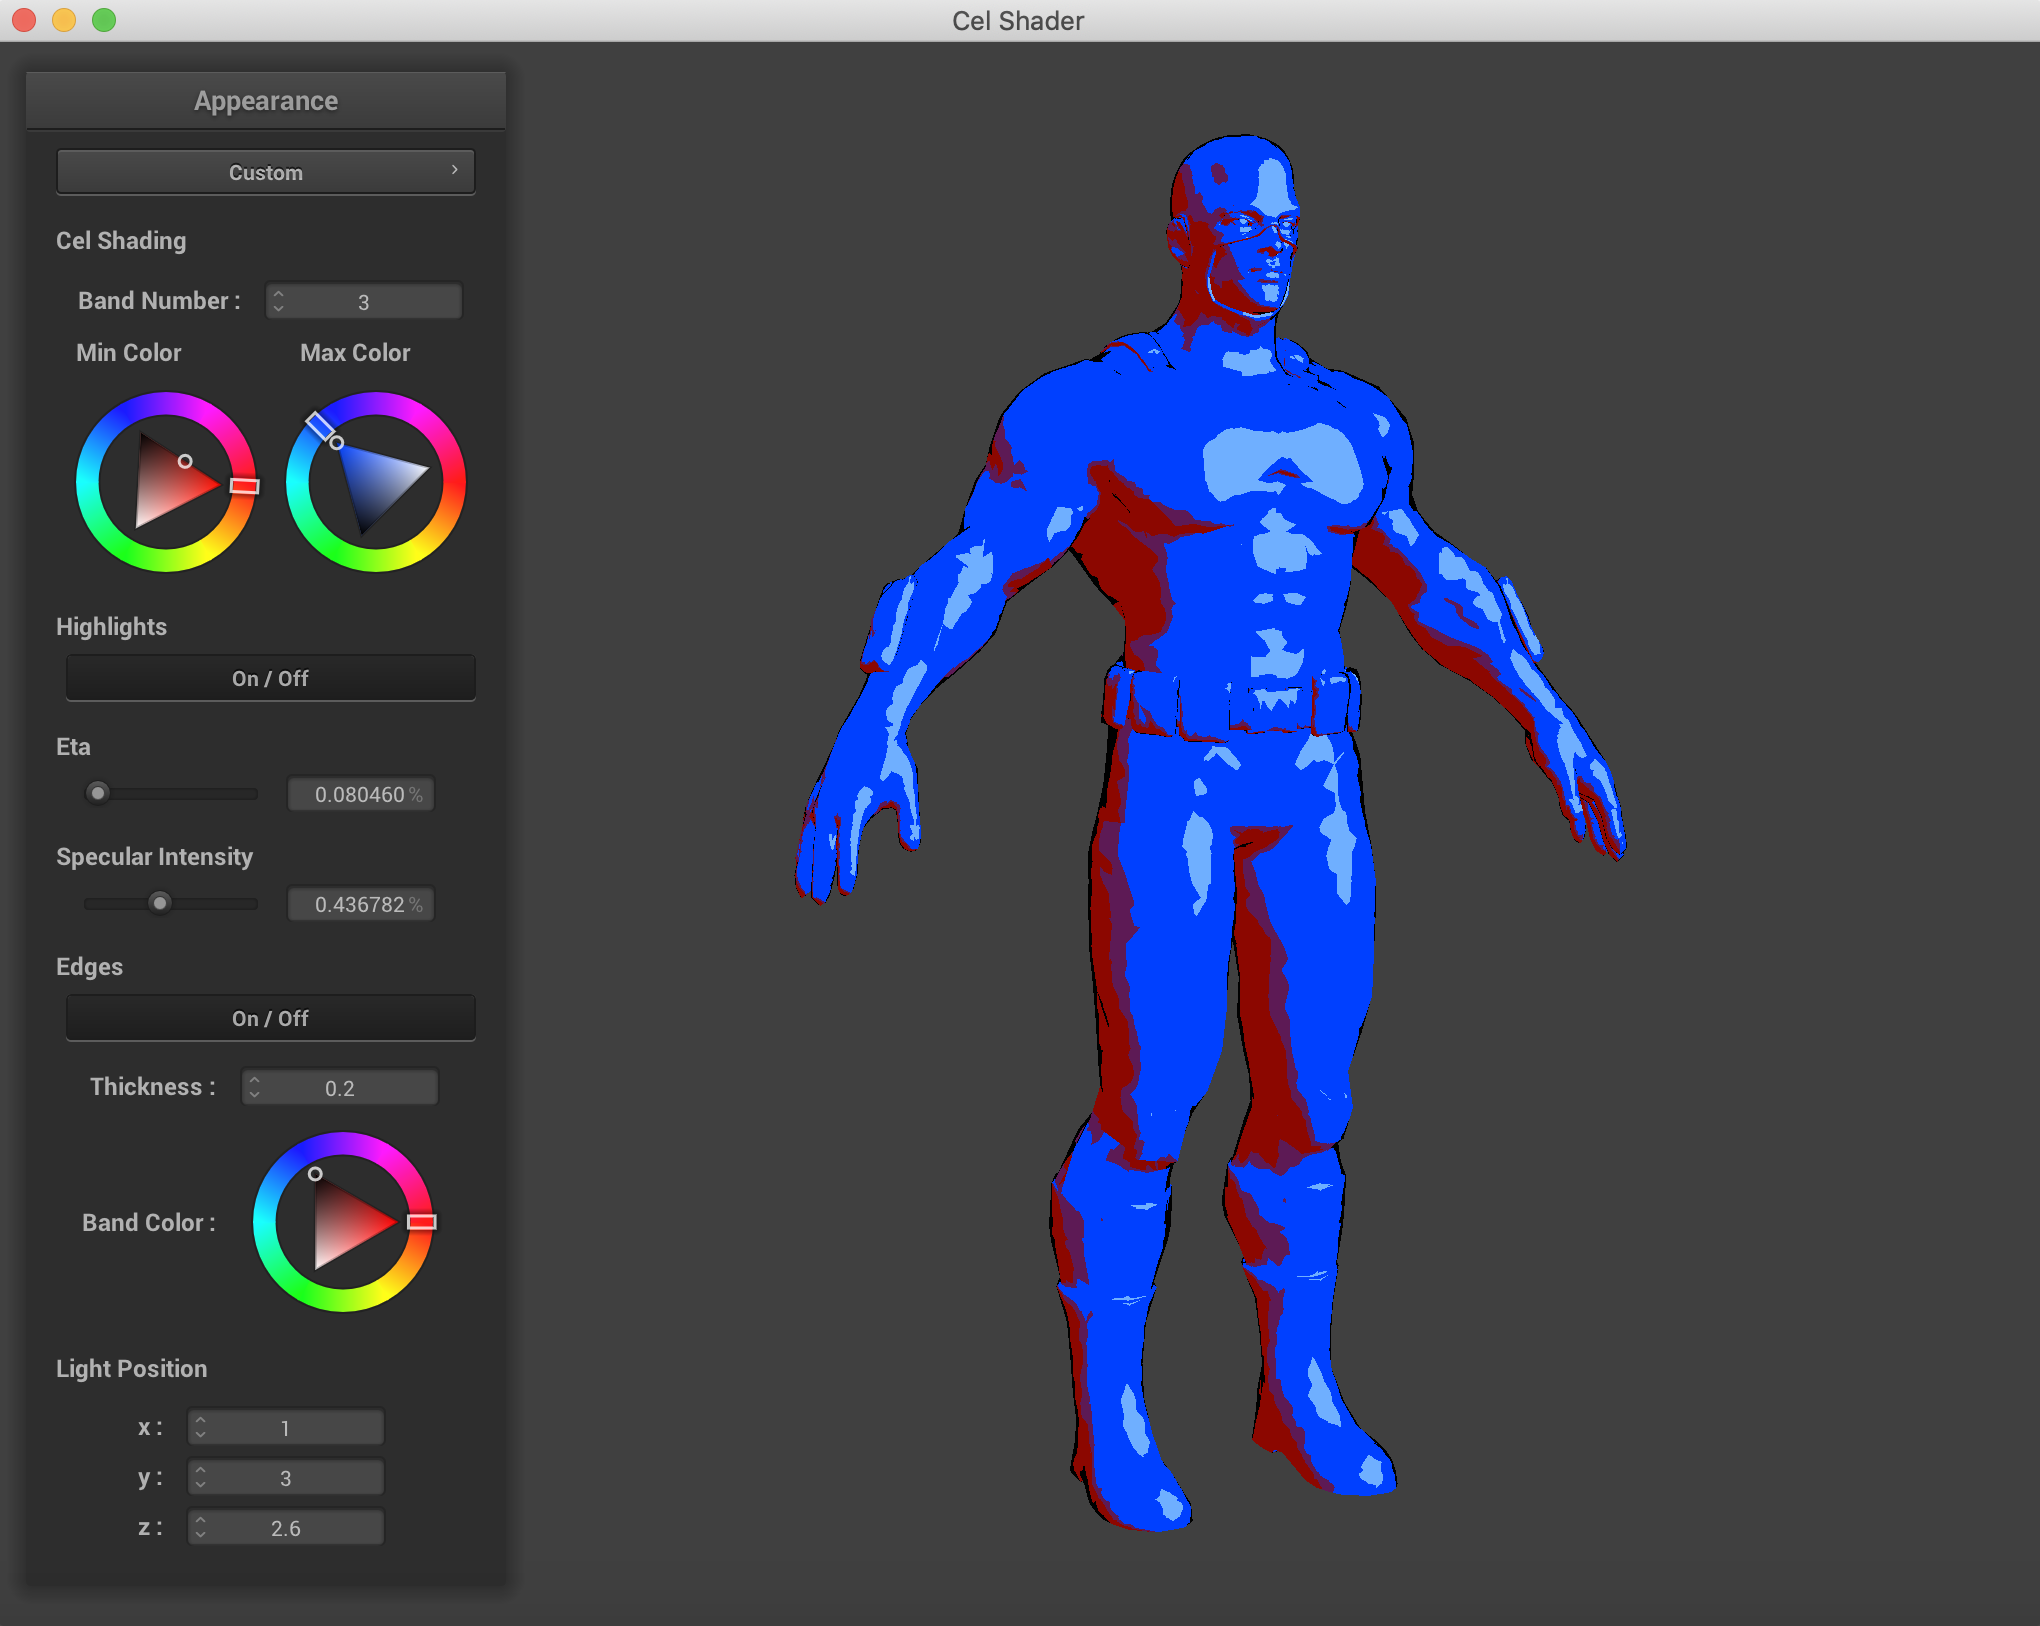 Cel Shader
Appearance
Custom
Cel Shading
Band Number : 3
Min Color Max Color
Highlights
On / Off
Eta
0.080460 %
Specular Intensity
0.436782 %
Edges
On / Off
Thickness : 0.2
Band Color :
Light Position
x : 1
y : 3
z : 2.6